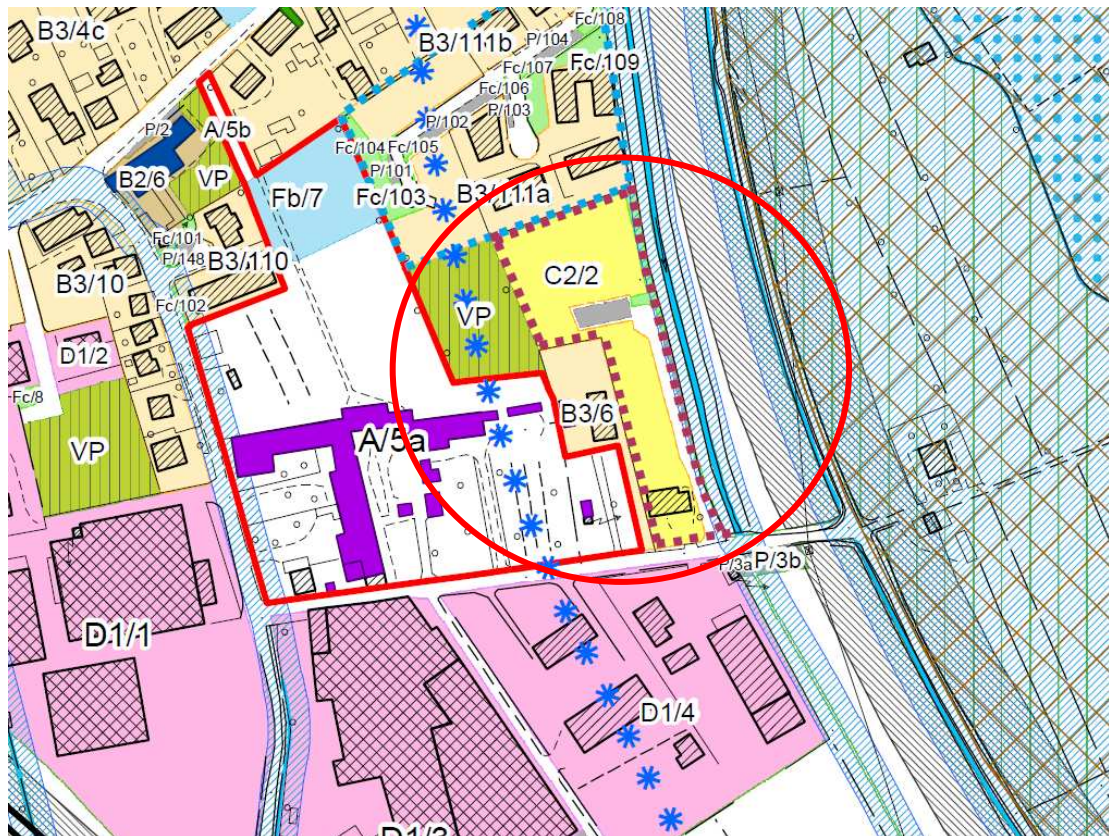 B3/4c
Fc/108
B3/111b
P/104
Fc/107
Fc/109
Fc/106
P/103
P/2
A/5b
P/102
Fc/104
Fc/105
VP
P/101
B2/6
Fb/7
Fc/103
B3/111a
Fc/101
P/148
B3/110
B3/10
C2/2
Fc/102
VP
D1/2
Fc/8
B3/6
A/5a
VP
P/3a
P/3b
D1/1
D1/4
D1/3